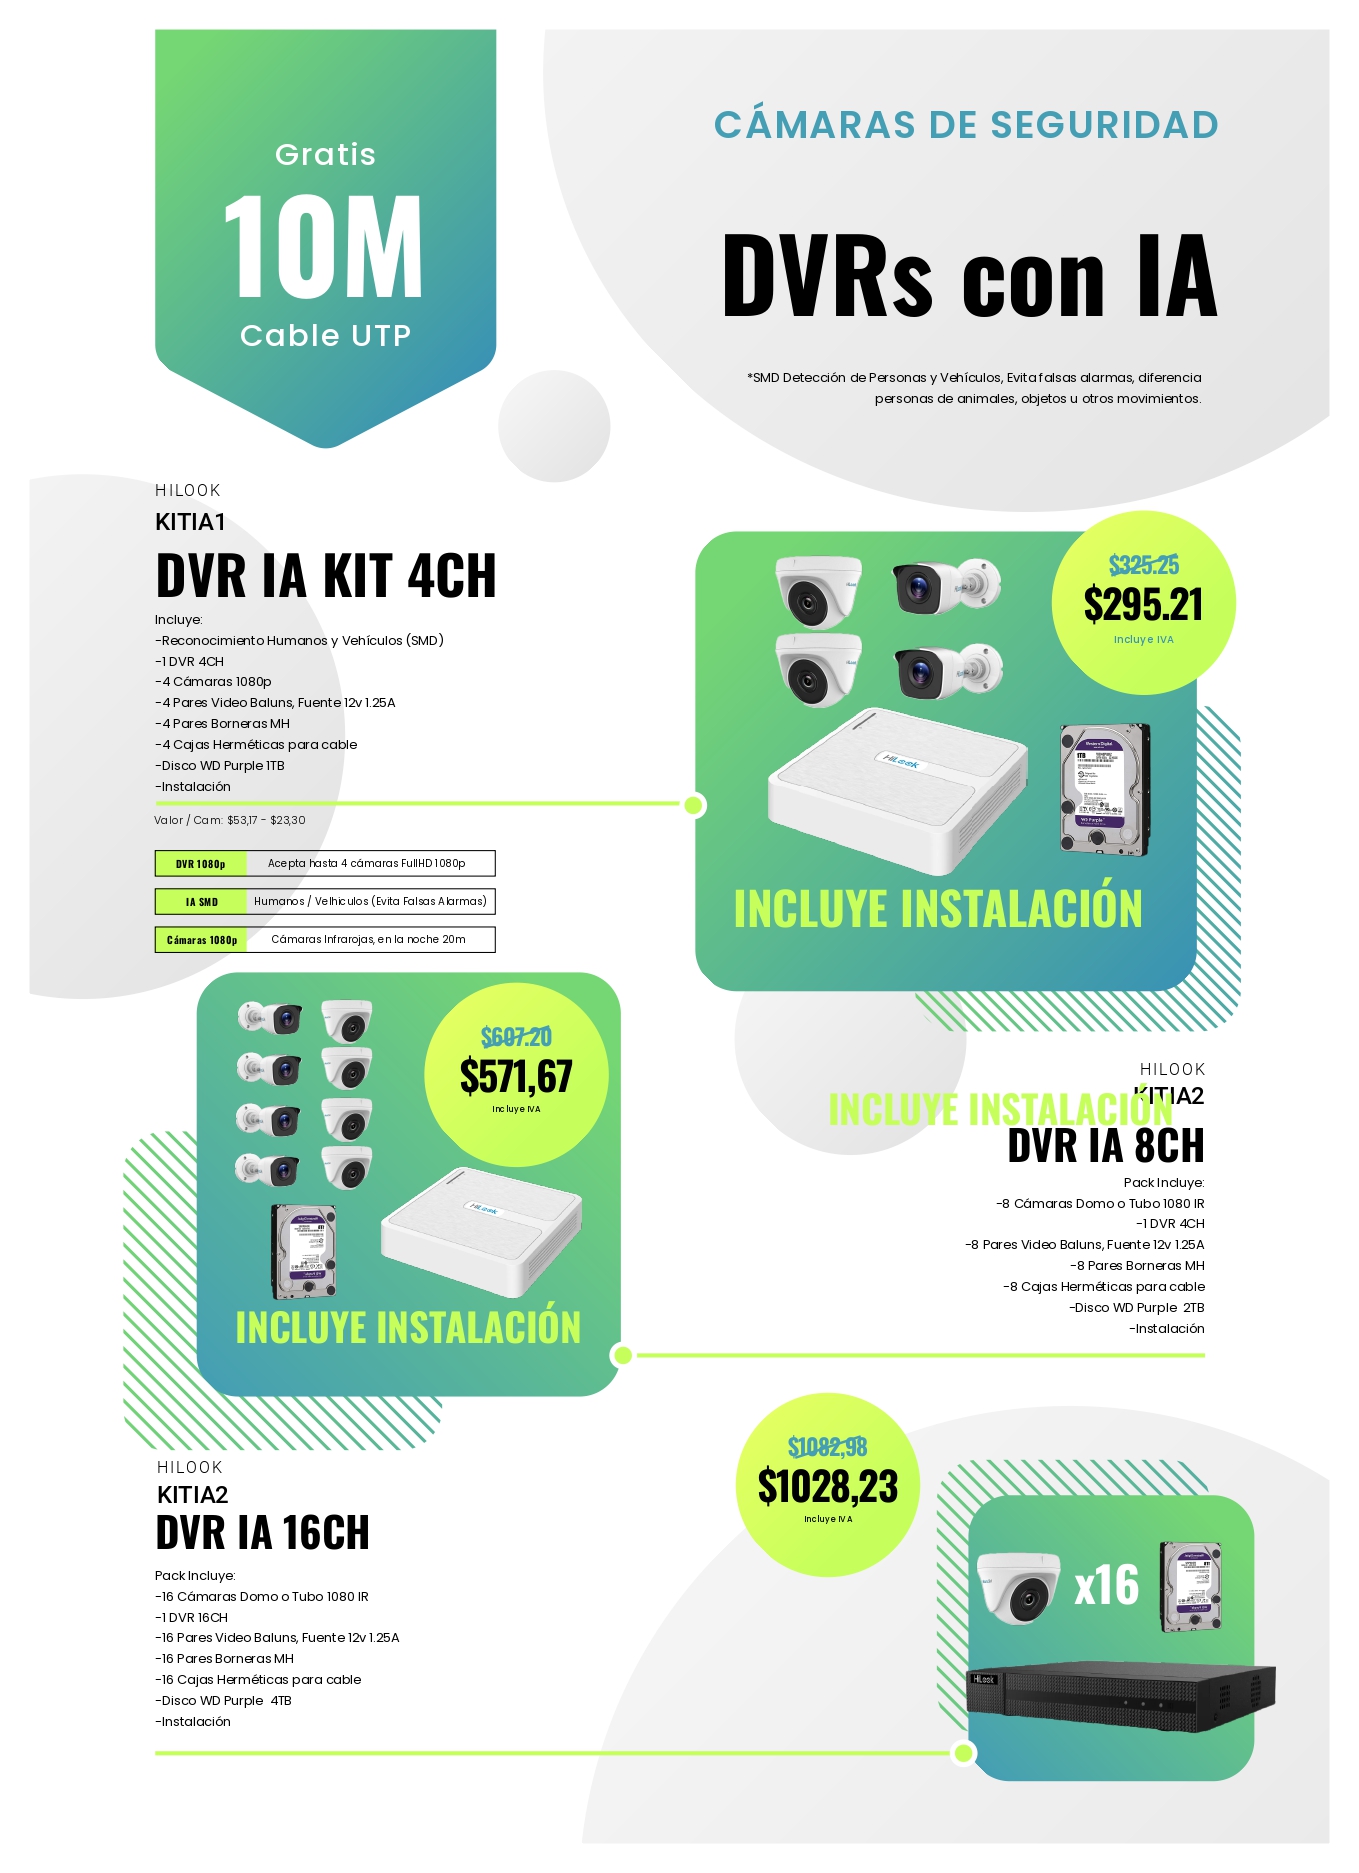 Gratis
10M
Cable UTP
CÁMARAS DE SEGURIDAD
DVRs con IA
*SMD Detección de Personas y Vehículos, Evita falsas alarmas, diferencia
personas de animales, objetos u otros movimientos.
HILOOK
KITIA1
DVR IA KIT 4CH
Incluye:
-Reconocimiento Humanos y Vehículos (SMD)
-1 DVR 4CH
-4 Cámaras 1080p
-4 Pares Video Baluns, Fuente 12v 1.25A
-4 Pares Borneras MH
-4 Cajas Herméticas para cable
-Disco WD Purple 1TB
-Instalación
Valor / Cam: $53,17 - $23,30
DVR 1080p Acepta hasta 4 cámaras FullHD 1080p
IA SMD Humanos / Velhiculos (Evita Falsas Alarmas)
Cámaras 1080p Cámaras Infrarojas, en la noche 20m
$325.25
$295.21
Incluye IVA
HiLook
Western Digital
1TB
WD Purple
INCLUYE INSTALACIÓN
$607.20
$571,67
Incluye IVA
HiLook
INCLUYE INSTALACIÓN
HILOOK
KITIA2
INCLUYE INSTALACIÓN
DVR IA 8CH
Pack Incluye:
-8 Cámaras Domo o Tubo 1080 IR
-1 DVR 4CH
-8 Pares Video Baluns, Fuente 12v 1.25A
-8 Pares Borneras MH
-8 Cajas Herméticas para cable
-Disco WD Purple 2TB
-Instalación
HILOOK
KITIA2
DVR IA 16CH
Pack Incluye:
-16 Cámaras Domo o Tubo 1080 IR
-1 DVR 16CH
-16 Pares Video Baluns, Fuente 12v 1.25A
-16 Pares Borneras MH
-16 Cajas Herméticas para cable
-Disco WD Purple 4TB
-Instalación
$1082,98
$1028,23
Incluye IVA
x16
HiLook